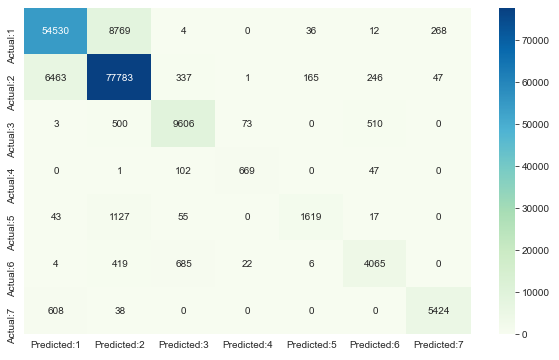 Actual:1 54530 8769 4 0 36 12 268
Actual:2 6463 77783 337 1 165 246 47
Actual:3 3 500 9606 73 0 510 0
Actual:4 0 1 102 669 0 47 0
Actual:5 43 1127 55 0 1619 17 0
Actual:6 4 419 685 22 6 4065 0
Actual:7 608 38 0 0 0 0 5424
Predicted:1 Predicted:2 Predicted:3 Predicted:4 Predicted:5 Predicted:6 Predicted:7
70000
60000
50000
40000
30000
20000
10000
0